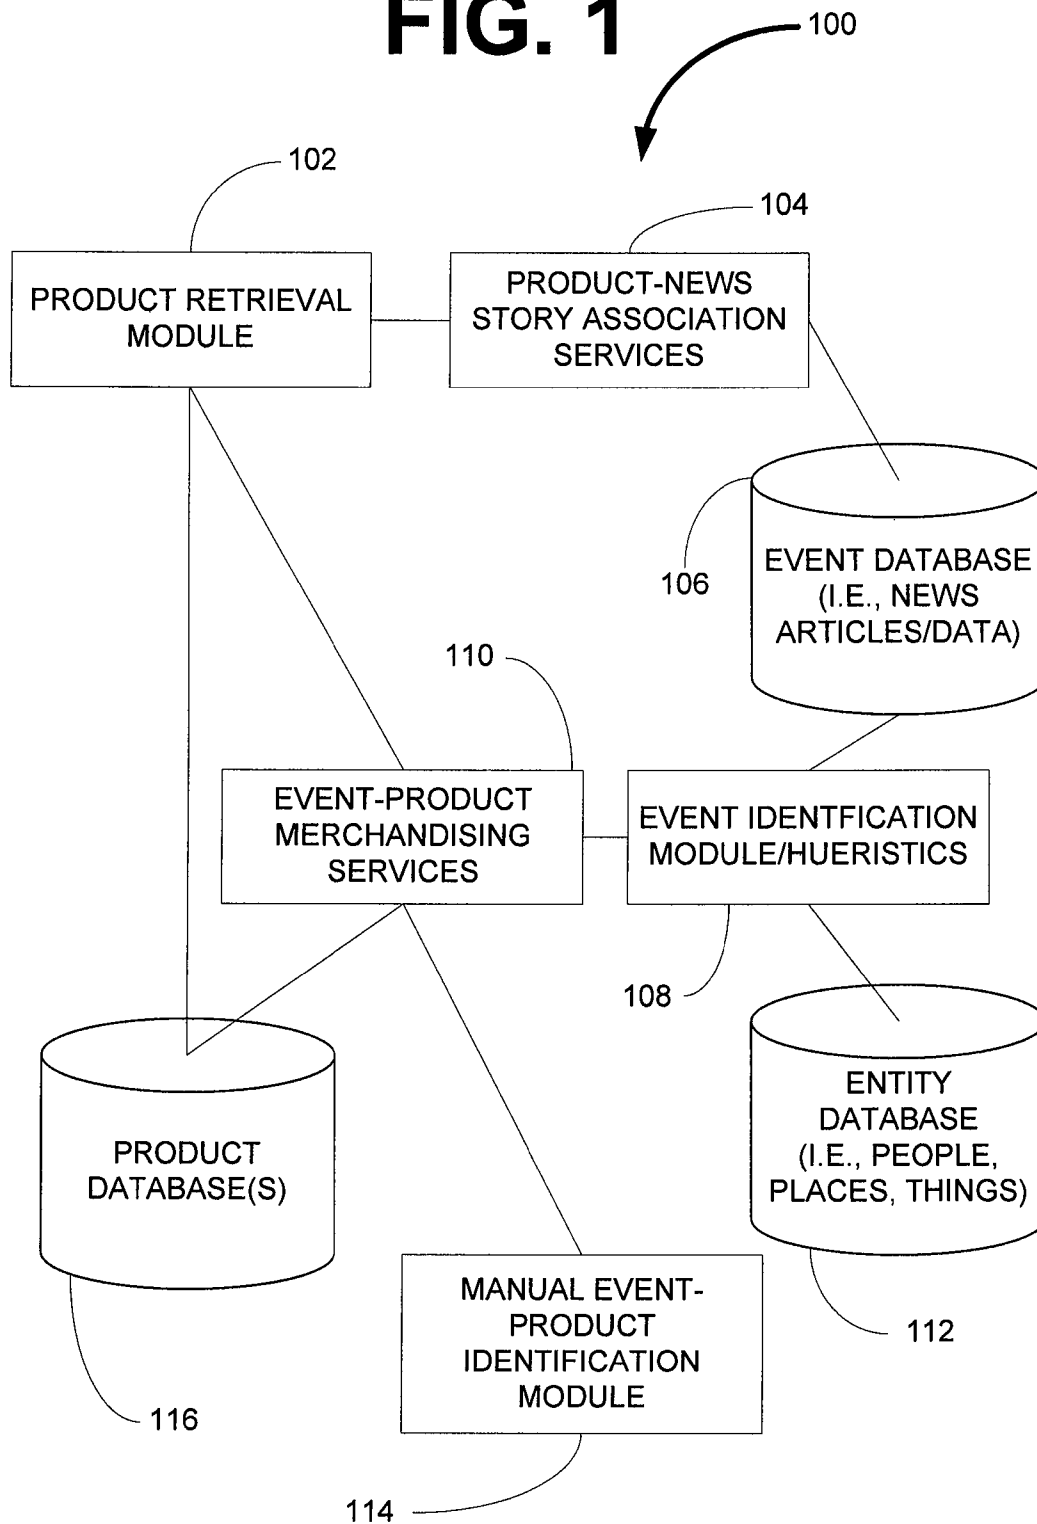 FIG. 1
100
102
104
PRODUCT RETRIEVAL
MODULE
PRODUCT-NEWS
STORY ASSOCIATION
SERVICES
106
EVENT DATABASE
(I.E., NEWS
ARTICLES/DATA)
110
EVENT-PRODUCT
MERCHANDISING
SERVICES
EVENT IDENTFICATION
MODULE/HUERISTICS
108
PRODUCT
DATABASE(S)
ENTITY
DATABASE
(I.E., PEOPLE,
PLACES, THINGS)
112
MANUAL EVENT-
PRODUCT
IDENTIFICATION
MODULE
116
114